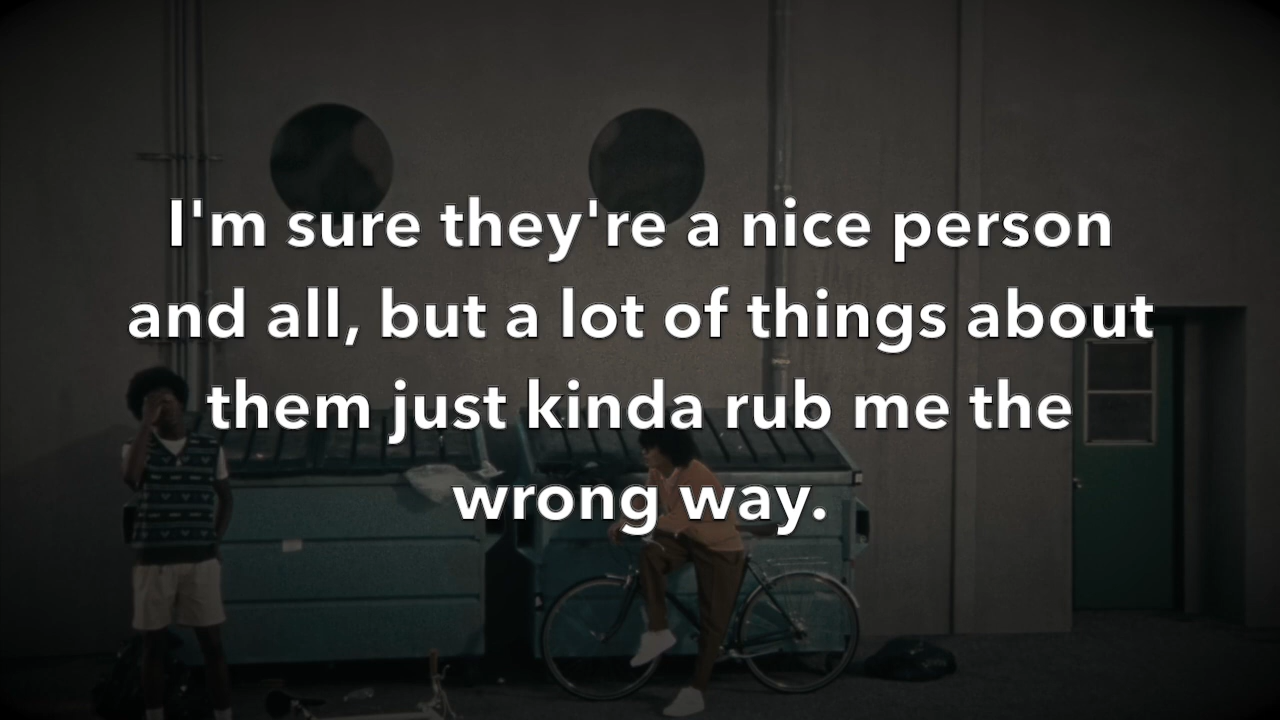 I'm sure they're a nice person
and all, but a lot of things about
them just kinda rub me the
wrong way.